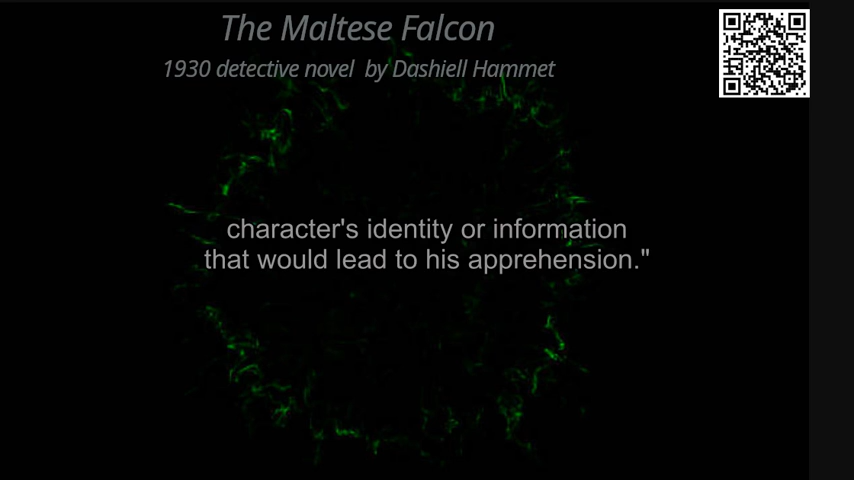 The Maltese Falcon
1930 detective novel by Dashiell Hammet
character's identity or information
that would lead to his apprehension."